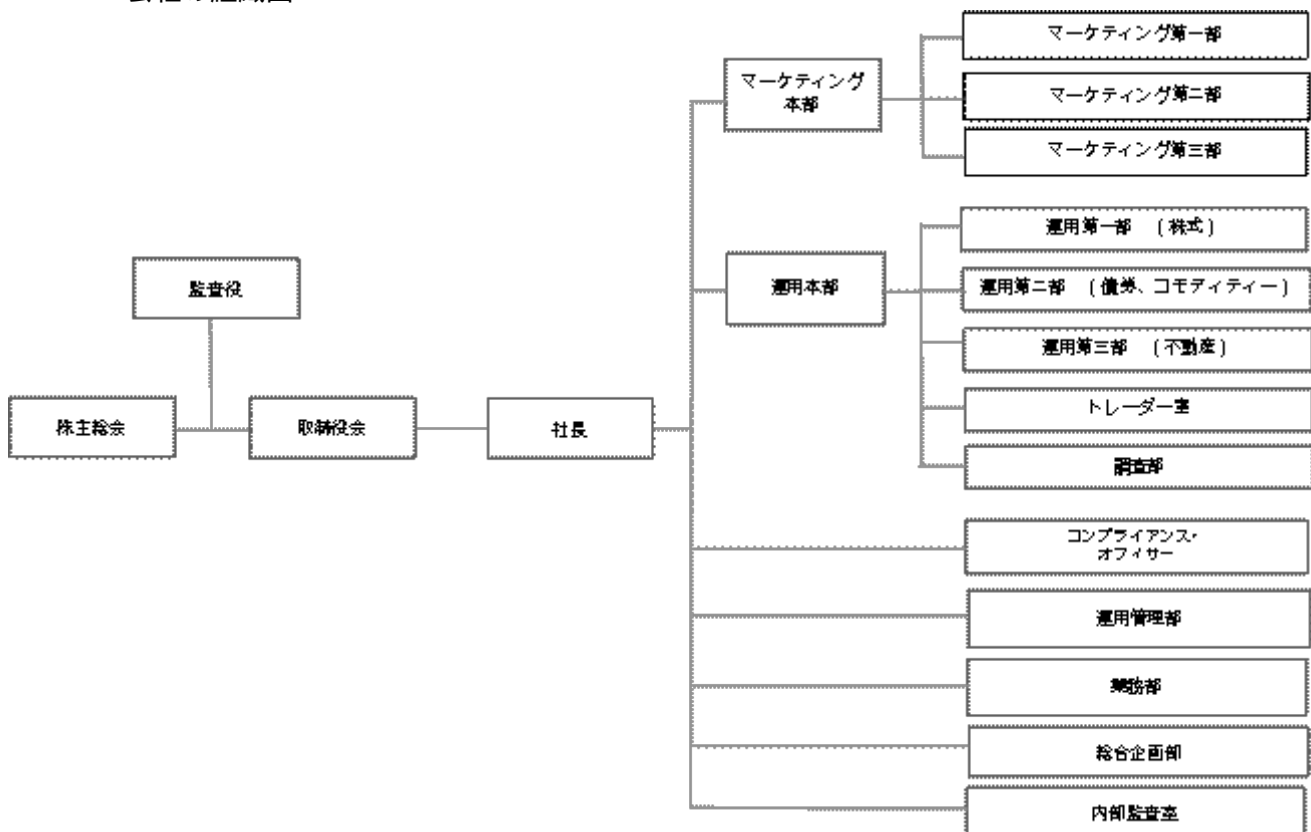 マーケティング第一部
マーケティング
本部
マーケティング第二部
マーケティング第三部
運用第一部 (株式)
監査役
運用本部
運用第二部 (債券、コモディティー)
運用第三部 (不動産)
株主総会
取締役会
社長
トレーダー室
調査部
コンプライアンス・
オフィサー
運用管理部
業務部
総合企画部
内部監査室